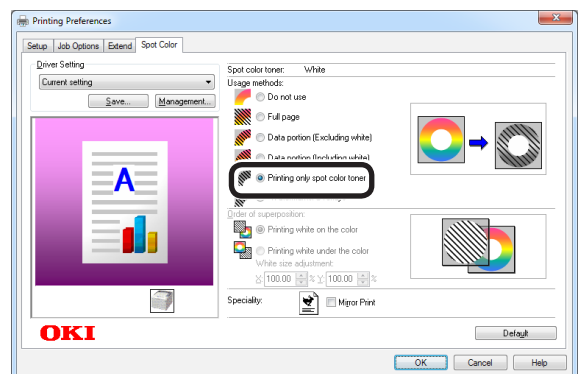 Printing Preferences
Setup Job Options Extend Spot Color
Driver Setting
Current setting
Save... Management...
Spot color toner: White
Usage methods:
Do not use
Full page
Data portion (Excluding white)
Data portion (Including white)
Printing only spot color toner
Order of superposition:
Printing white on the color
Printing white under the color
White size adjustment:
X: 100.00 % Y: 100.00 %
Speciality: Mirror Print
A
OKI
Default
OK Cancel Help